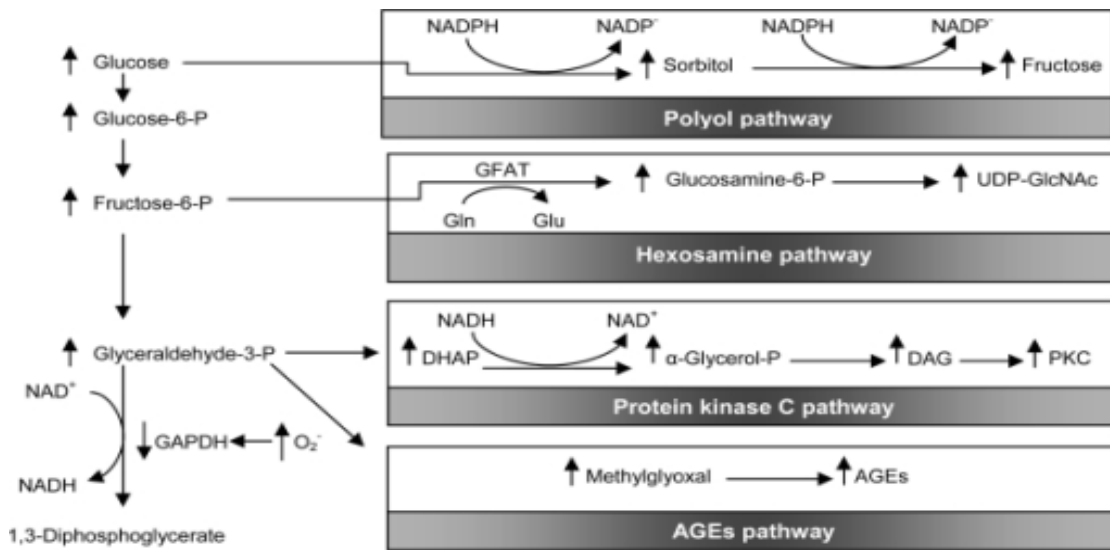 NADPH NADP⁻ NADPH NADP⁻
Glucose Sorbitol Fructose
Glucose-6-P
Polyol pathway
GFAT
Fructose-6-P Glucosamine-6-P UDP-GlcNAc
Gln Glu
Hexosamine pathway
NADH NAD⁺
Glyceraldehyde-3-P DHAP α-Glycerol-P DAG PKC
NAD⁺
Protein kinase C pathway
GAPDH O₂⁻
NADH
Methylglyoxal AGEs
1,3-Diphosphoglycerate
AGEs pathway